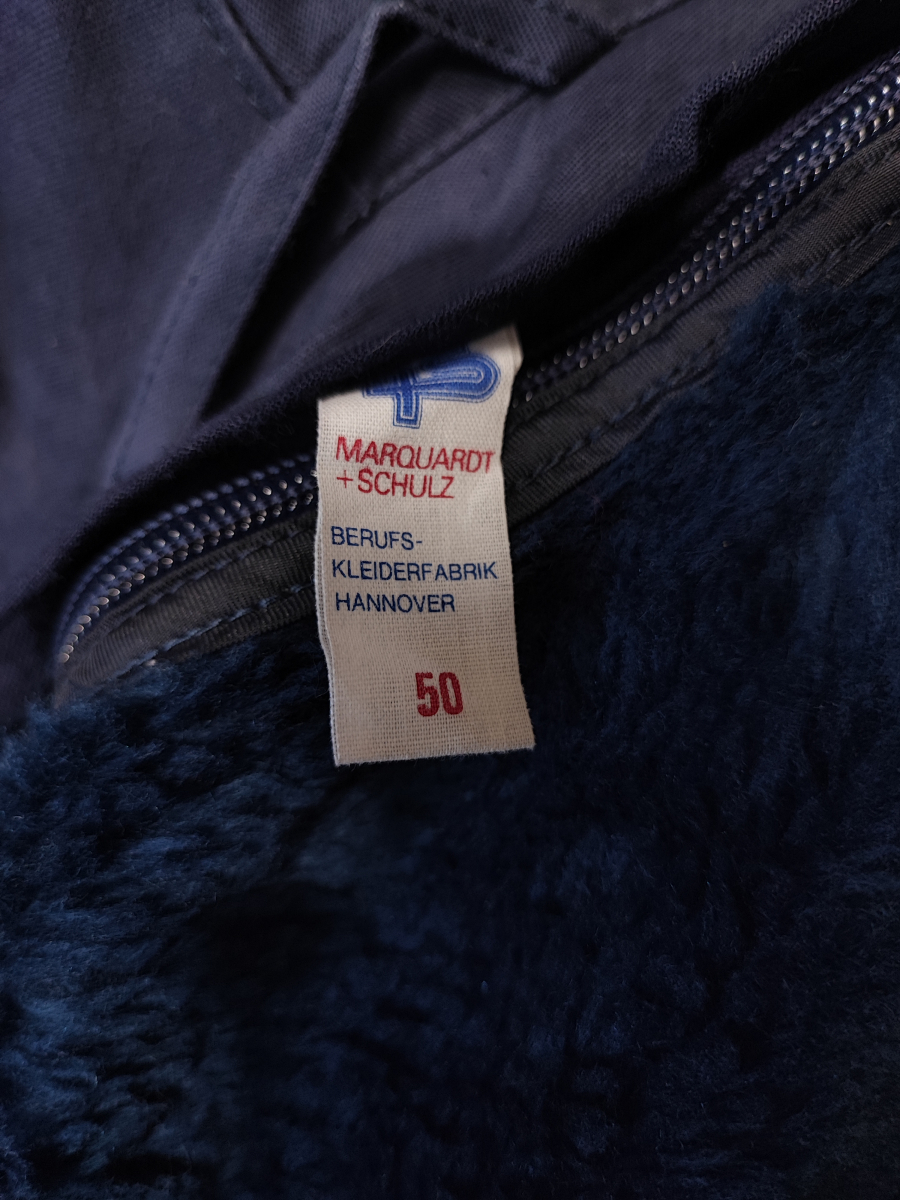 MARQUARDT
+SCHULZ
BERUFS-
KLEIDERFABRIK
HANNOVER
50